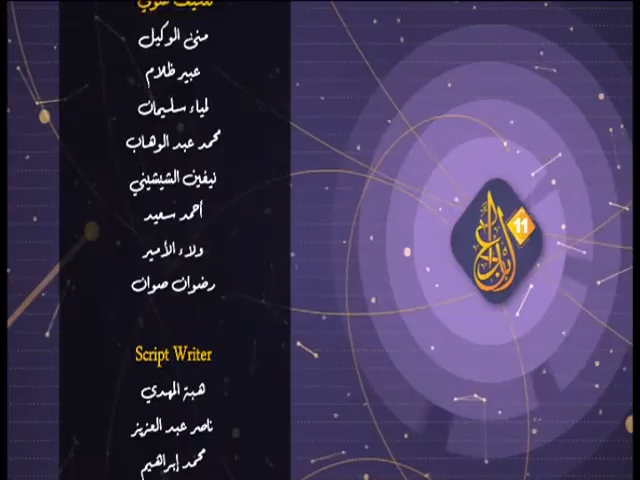 منى الوكيل
عبير ظلام
لمياء سليمان
محمد عبد الوهاب
نيفين الشيشيني
أحمد سعيد
ولاء الأمير
رضوان صوان
Script Writer
هبة المهدي
ناصر عبد العزيز
محمد إبراهيم
11